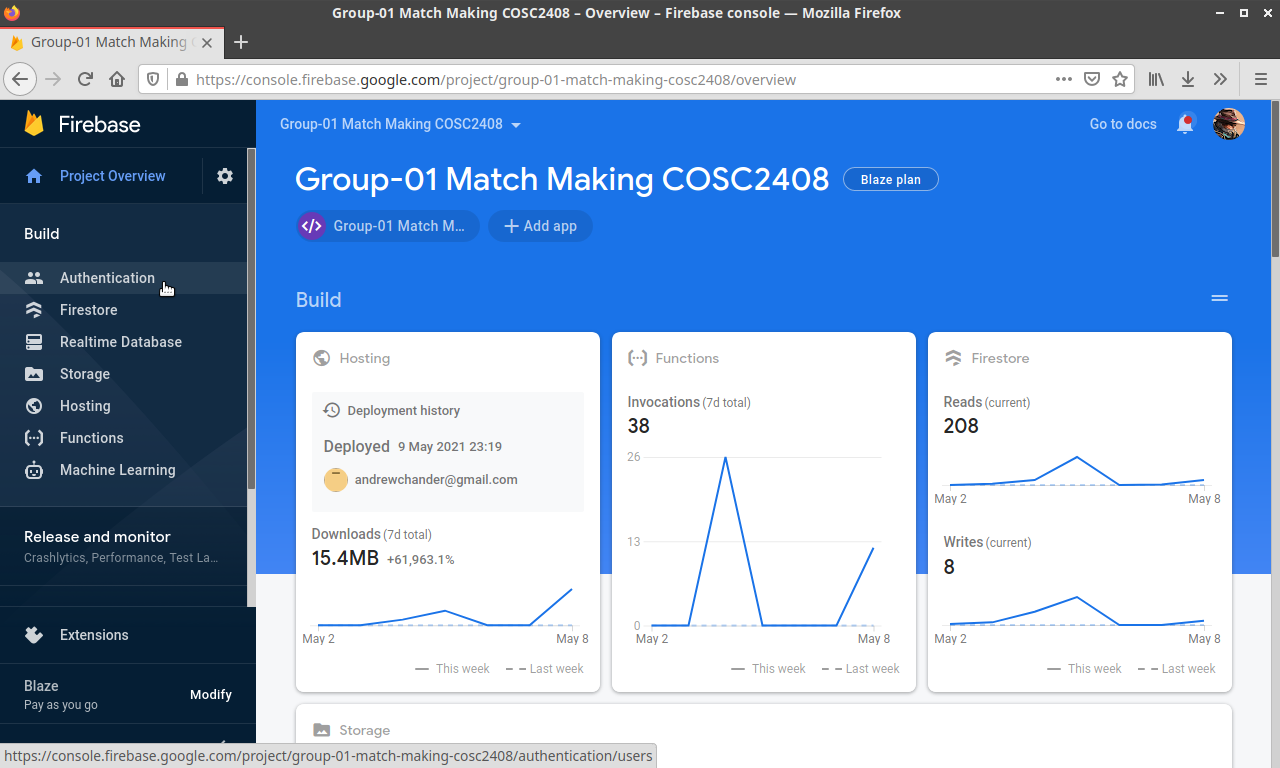 Group-01 Match Making COSC2408 – Overview – Firebase console — Mozilla Firefox
Group-01 Match Making
https://console.firebase.google.com/project/group-01-match-making-cosc2408/overview
Firebase
Project Overview
Build
Authentication
Firestore
Realtime Database
Storage
Hosting
Functions
Machine Learning
Release and monitor
Crashlytics, Performance, Test La…
Extensions
Blaze
Pay as you go
Modify
Group-01 Match Making COSC2408
Go to docs
Group-01 Match Making COSC2408
Blaze plan
Group-01 Match M…
Add app
Build
Hosting
Deployment history
Deployed 9 May 2021 23:19
andrewchander@gmail.com
Downloads (7d total)
15.4MB +61,963.1%
May 2 May 8
This week Last week
Functions
Invocations (7d total)
38
26
13
0
May 2 May 8
This week Last week
Firestore
Reads (current)
208
May 2 May 8
Writes (current)
8
May 2 May 8
This week Last week
Storage
https://console.firebase.google.com/project/group-01-match-making-cosc2408/authentication/users